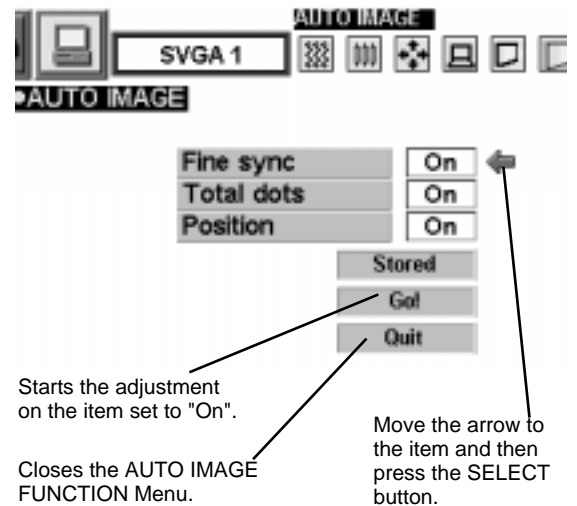 AUTO IMAGE
SVGA 1
•AUTO IMAGE
Fine sync On
Total dots On
Position On
Stored
Go!
Quit
Starts the adjustment
on the item set to "On".
Closes the AUTO IMAGE
FUNCTION Menu.
Move the arrow to
the item and then
press the SELECT
button.